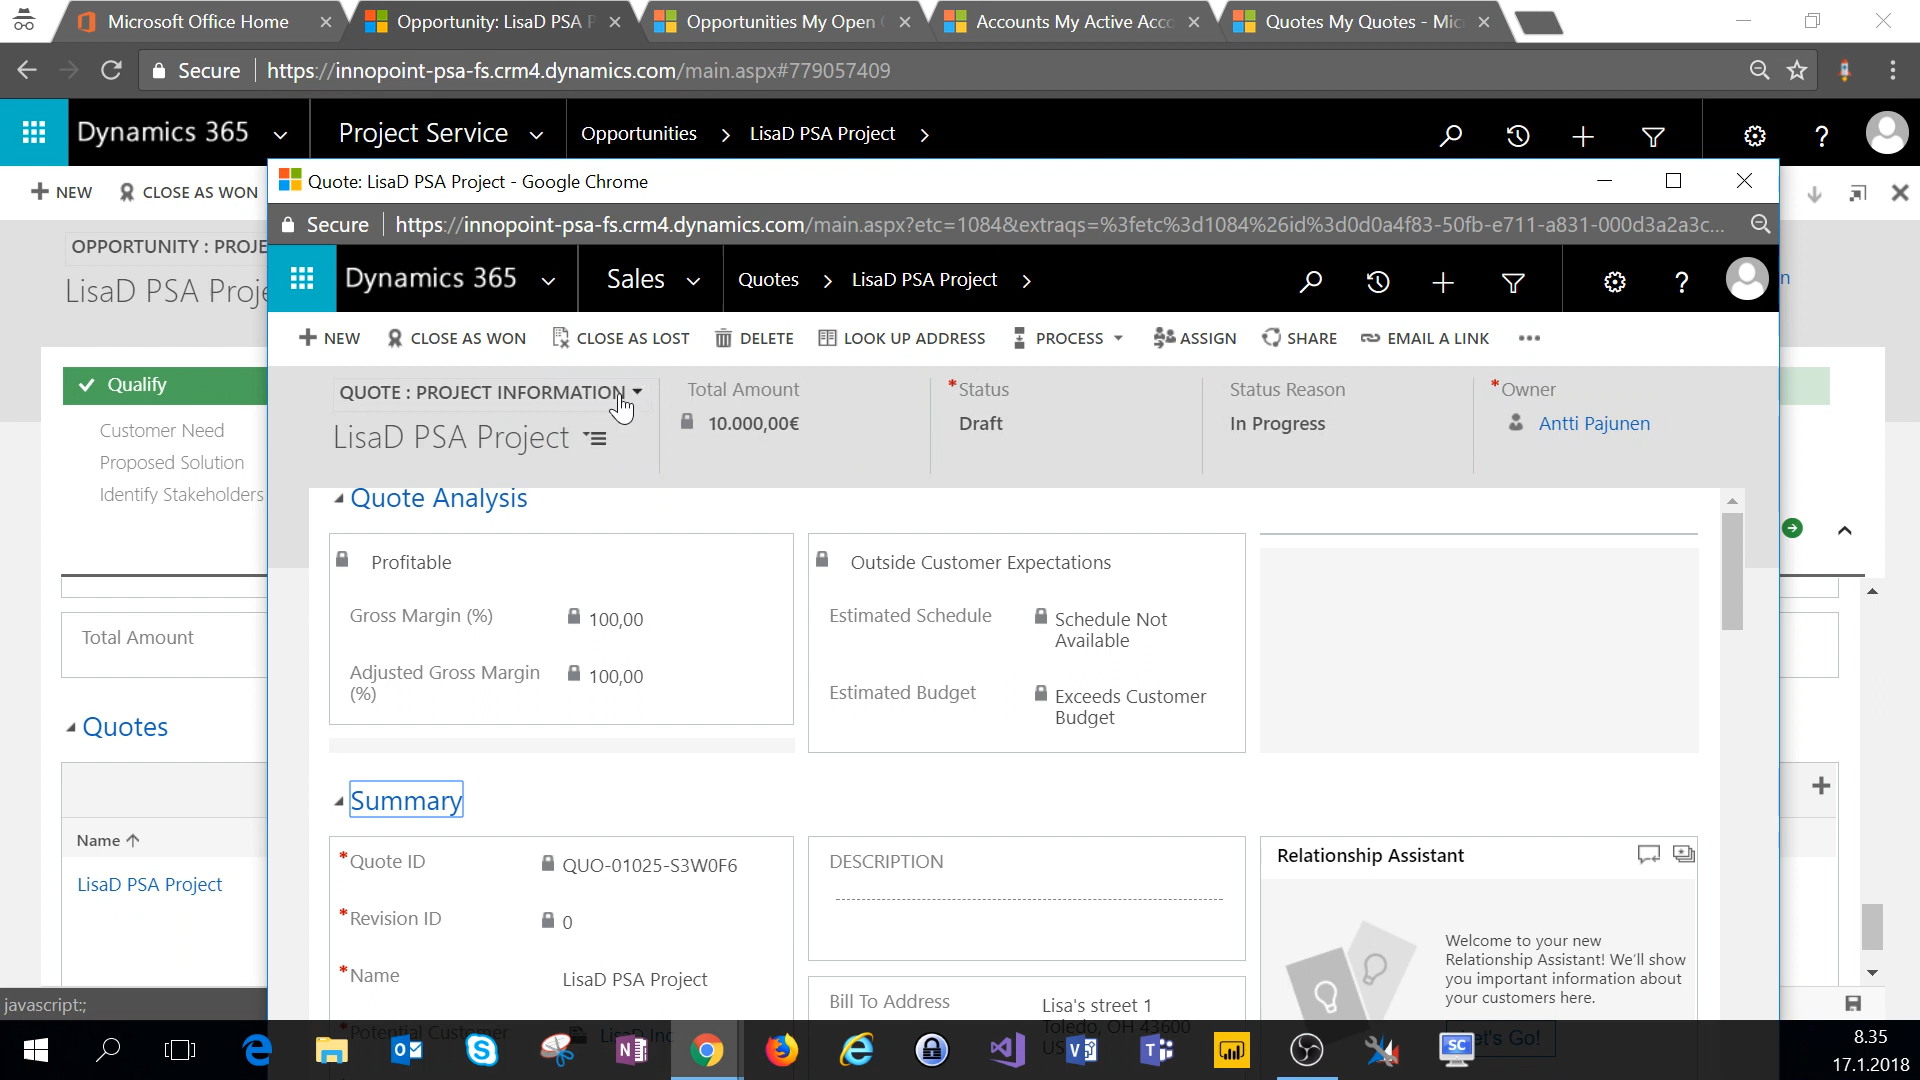 Microsoft Office Home
Opportunity: LisaD PSA P
Opportunities My Open
Accounts My Active Acco
Quotes My Quotes - Mic
Secure
https://innopoint-psa-fs.crm4.dynamics.com/main.aspx#779057409
Dynamics 365
Project Service
Opportunities
LisaD PSA Project
NEW
CLOSE AS WON
Quote: LisaD PSA Project - Google Chrome
Secure
https://innopoint-psa-fs.crm4.dynamics.com/main.aspx?etc=1084&extraqs=%3fetc%3d1084%26id%3d0d0a4f83-50fb-e711-a831-000d3a2a3c...
OPPORTUNITY : PROJE
LisaD PSA Proje
Dynamics 365
Sales
Quotes
LisaD PSA Project
NEW
CLOSE AS WON
CLOSE AS LOST
DELETE
LOOK UP ADDRESS
PROCESS
ASSIGN
SHARE
EMAIL A LINK
QUOTE : PROJECT INFORMATION
LisaD PSA Project
Total Amount
10.000,00€
*Status
Draft
Status Reason
In Progress
*Owner
Antti Pajunen
Qualify
Customer Need
Proposed Solution
Identify Stakeholders
Quote Analysis
Profitable
Gross Margin (%)
100,00
Adjusted Gross Margin
(%)
100,00
Outside Customer Expectations
Estimated Schedule
Schedule Not
Available
Estimated Budget
Exceeds Customer
Budget
Total Amount
Quotes
Name
LisaD PSA Project
Summary
*Quote ID
QUO-01025-S3W0F6
*Revision ID
0
*Name
LisaD PSA Project
*Potential Customer
LisaD Inc
DESCRIPTION
Bill To Address
Lisa's street 1
Toledo, OH 43600
Relationship Assistant
Welcome to your new
Relationship Assistant! We'll show
you important information about
your customers here.
javascript:;
8.35
17.1.2018